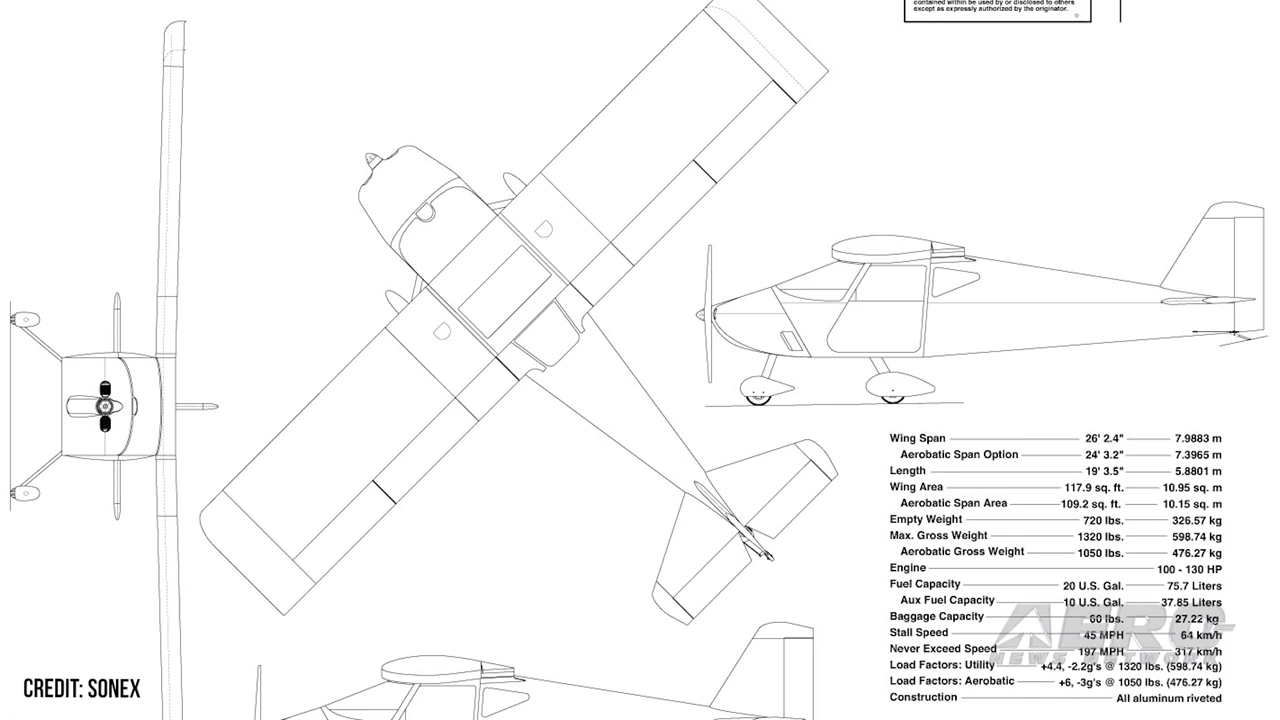 contained within be used by or disclosed to others
except as expressly authorized by the originator.
Wing Span 26' 2.4" 7.9883 m
Aerobatic Span Option 24' 3.2" 7.3965 m
Length 19' 3.5" 5.8801 m
Wing Area 117.9 sq. ft. 10.95 sq. m
Aerobatic Span Area 109.2 sq. ft. 10.15 sq. m
Empty Weight 720 lbs. 326.57 kg
Max. Gross Weight 1320 lbs. 598.74 kg
Aerobatic Gross Weight 1050 lbs. 476.27 kg
Engine 100 - 130 HP
Fuel Capacity 20 U.S. Gal. 75.7 Liters
Aux Fuel Capacity 10 U.S. Gal. 37.85 Liters
Baggage Capacity 60 lbs. 27.22 kg
Stall Speed 45 MPH 64 km/h
Never Exceed Speed 197 MPH 317 km/h
Load Factors: Utility +4.4, -2.2g's @ 1320 lbs. (598.74 kg)
Load Factors: Aerobatic +6, -3g's @ 1050 lbs. (476.27 kg)
Construction All aluminum riveted
AERO
NEWS NETWORK
CREDIT: SONEX